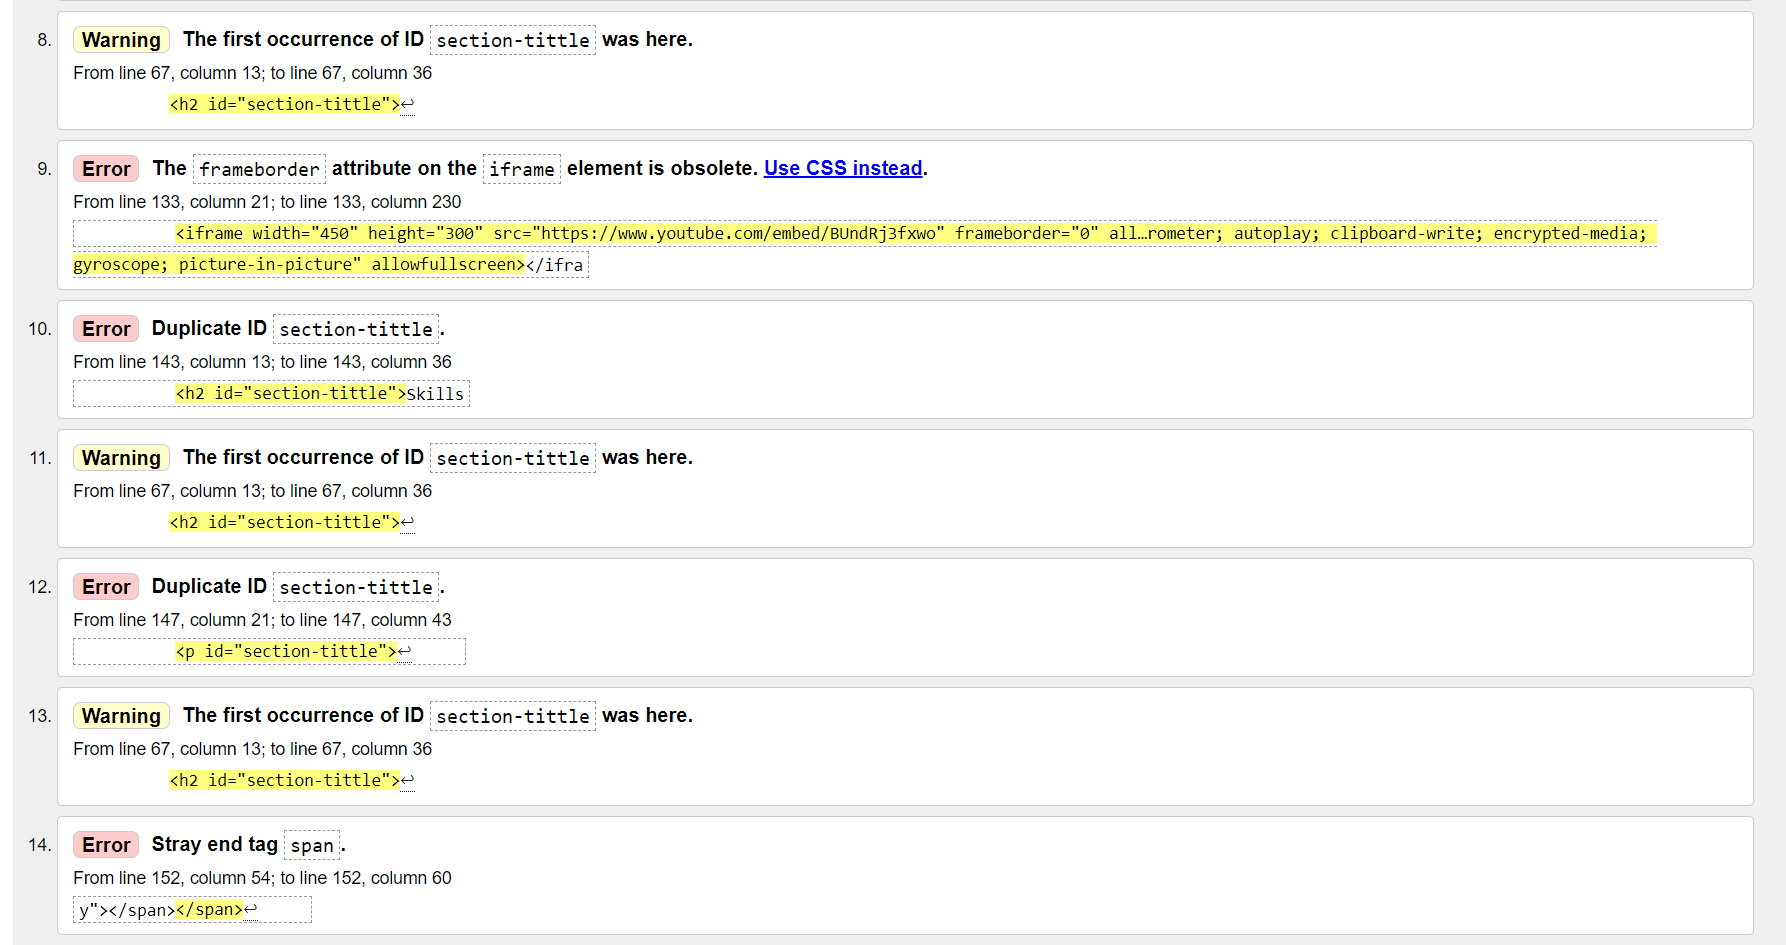 8. Warning The first occurrence of ID section-tittle was here.
From line 67, column 13; to line 67, column 36
<h2 id="section-tittle">↩
9. Error The frameborder attribute on the iframe element is obsolete. Use CSS instead.
From line 133, column 21; to line 133, column 230
<iframe width="450" height="300" src="https://www.youtube.com/embed/BUndRj3fxwo" frameborder="0" all…rometer; autoplay; clipboard-write; encrypted-media;
gyroscope; picture-in-picture" allowfullscreen></ifra
10. Error Duplicate ID section-tittle.
From line 143, column 13; to line 143, column 36
<h2 id="section-tittle">Skills
11. Warning The first occurrence of ID section-tittle was here.
From line 67, column 13; to line 67, column 36
<h2 id="section-tittle">↩
12. Error Duplicate ID section-tittle.
From line 147, column 21; to line 147, column 43
<p id="section-tittle">↩
13. Warning The first occurrence of ID section-tittle was here.
From line 67, column 13; to line 67, column 36
<h2 id="section-tittle">↩
14. Error Stray end tag span.
From line 152, column 54; to line 152, column 60
y"></span></span>↩